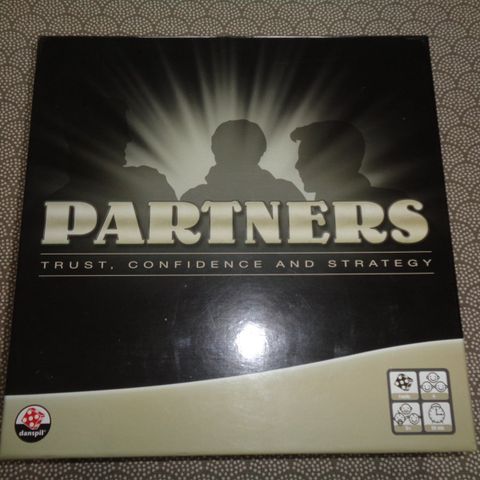 PARTNERS
TRUST, CONFIDENCE AND STRATEGY
danspil